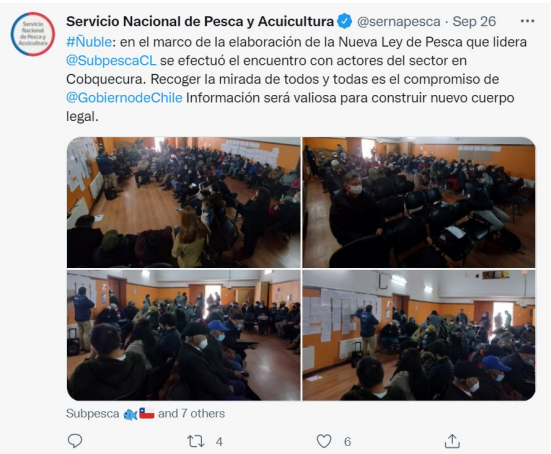 Servicio Nacional de Pesca y Acuicultura @sernapesca · Sep 26
Servicio
Nacional
de Pesca y
Acuicultura
#Ñuble: en el marco de la elaboración de la Nueva Ley de Pesca que lidera
@SubpescaCL se efectuó el encuentro con actores del sector en
Cobquecura. Recoger la mirada de todos y todas es el compromiso de
@GobiernodeChile Información será valiosa para construir nuevo cuerpo
legal.
Subpesca 🐟🇨🇱 and 7 others
4
6